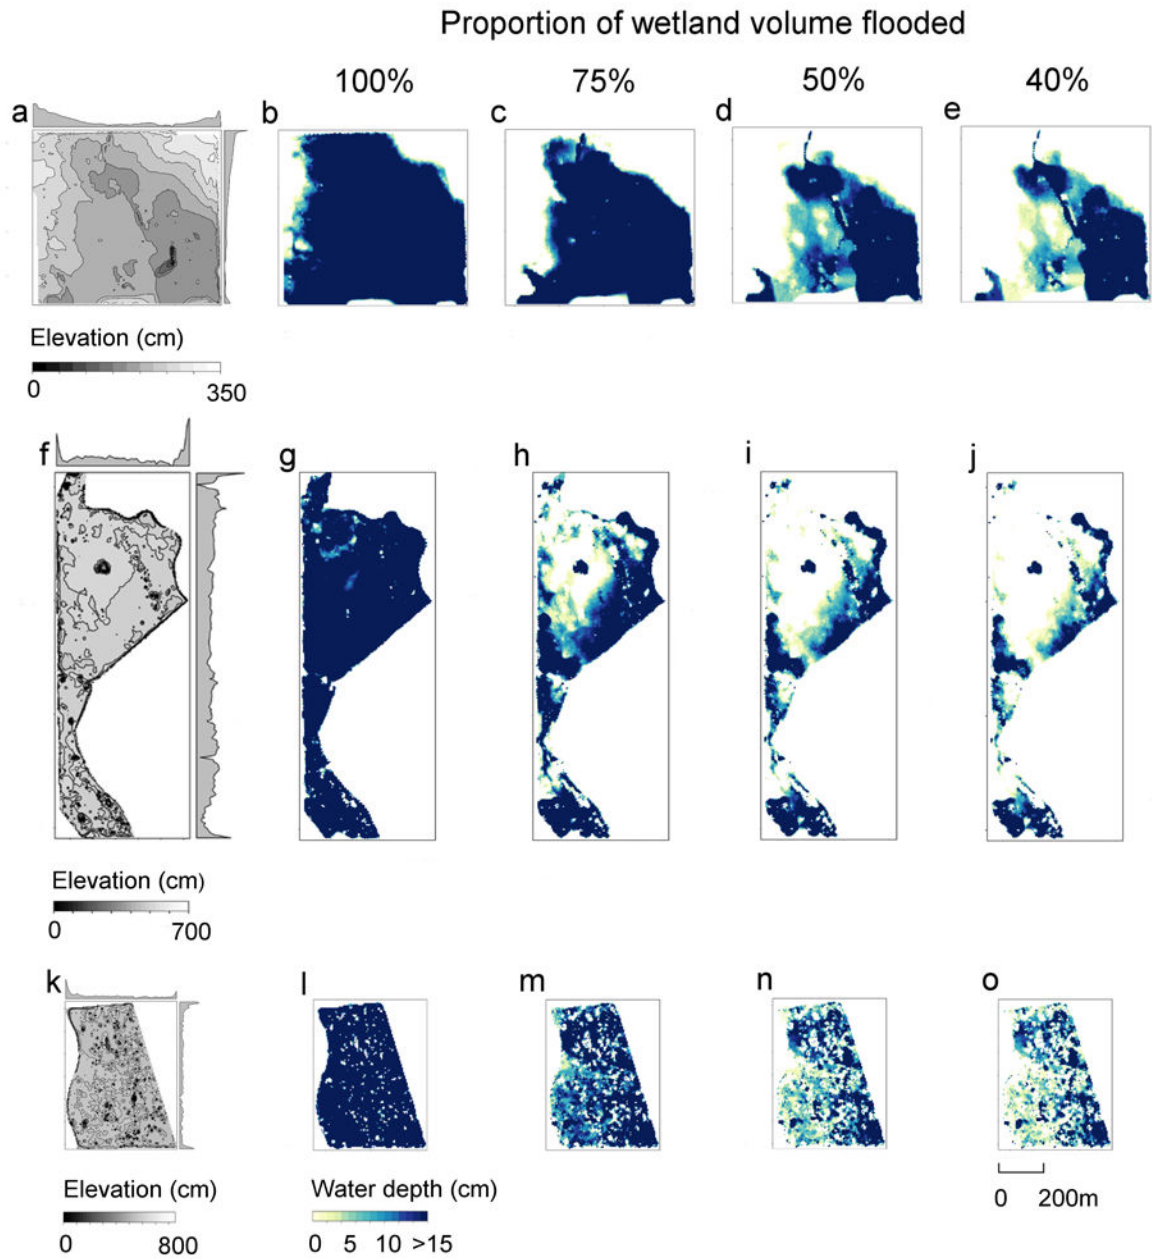 Proportion of wetland volume flooded
100% 75% 50% 40%
a b c d e
Elevation (cm)
0 350
f g h i j
Elevation (cm)
0 700
k l m n o
Elevation (cm)
0 800
Water depth (cm)
0 5 10 >15
0 200m